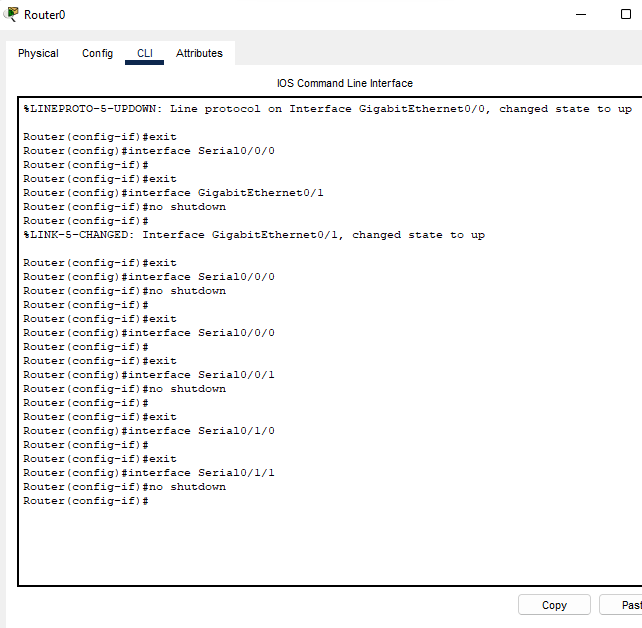 Router0
Physical Config CLI Attributes
IOS Command Line Interface
%LINEPROTO-5-UPDOWN: Line protocol on Interface GigabitEthernet0/0, changed state to up
Router(config-if)#exit
Router(config)#interface Serial0/0/0
Router(config-if)#
Router(config-if)#exit
Router(config)#interface GigabitEthernet0/1
Router(config-if)#no shutdown
Router(config-if)#
%LINK-5-CHANGED: Interface GigabitEthernet0/1, changed state to up
Router(config-if)#exit
Router(config)#interface Serial0/0/0
Router(config-if)#no shutdown
Router(config-if)#
Router(config-if)#exit
Router(config)#interface Serial0/0/0
Router(config-if)#
Router(config-if)#exit
Router(config)#interface Serial0/0/1
Router(config-if)#no shutdown
Router(config-if)#
Router(config-if)#exit
Router(config)#interface Serial0/1/0
Router(config-if)#
Router(config-if)#exit
Router(config)#interface Serial0/1/1
Router(config-if)#no shutdown
Router(config-if)#
Copy